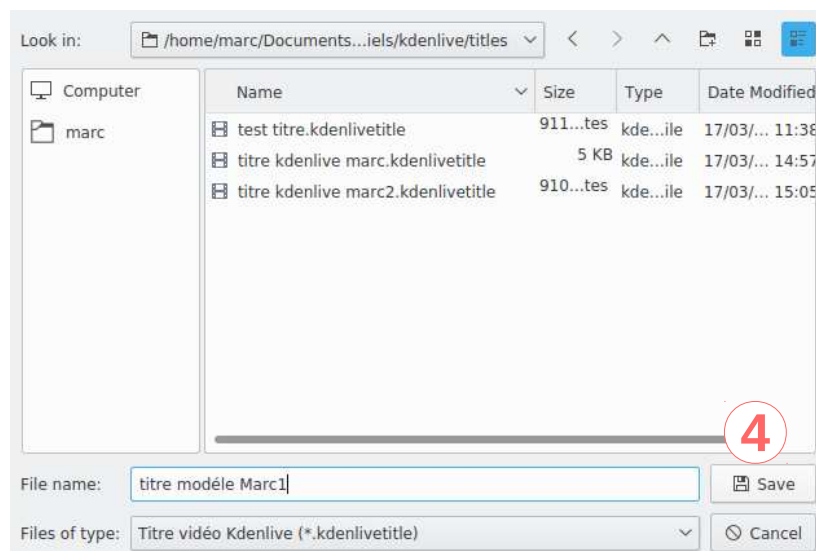 Look in: /home/marc/Documents...iels/kdenlive/titles
Computer
marc
Name Size Type Date Modified
test titre.kdenlivetitle 911...tes kde...ile 17/03/... 11:38
titre kdenlive marc.kdenlivetitle 5 KB kde...ile 17/03/... 14:57
titre kdenlive marc2.kdenlivetitle 910...tes kde...ile 17/03/... 15:05
4
File name: titre modéle Marc1 Save
Files of type: Titre vidéo Kdenlive (*.kdenlivetitle) Cancel